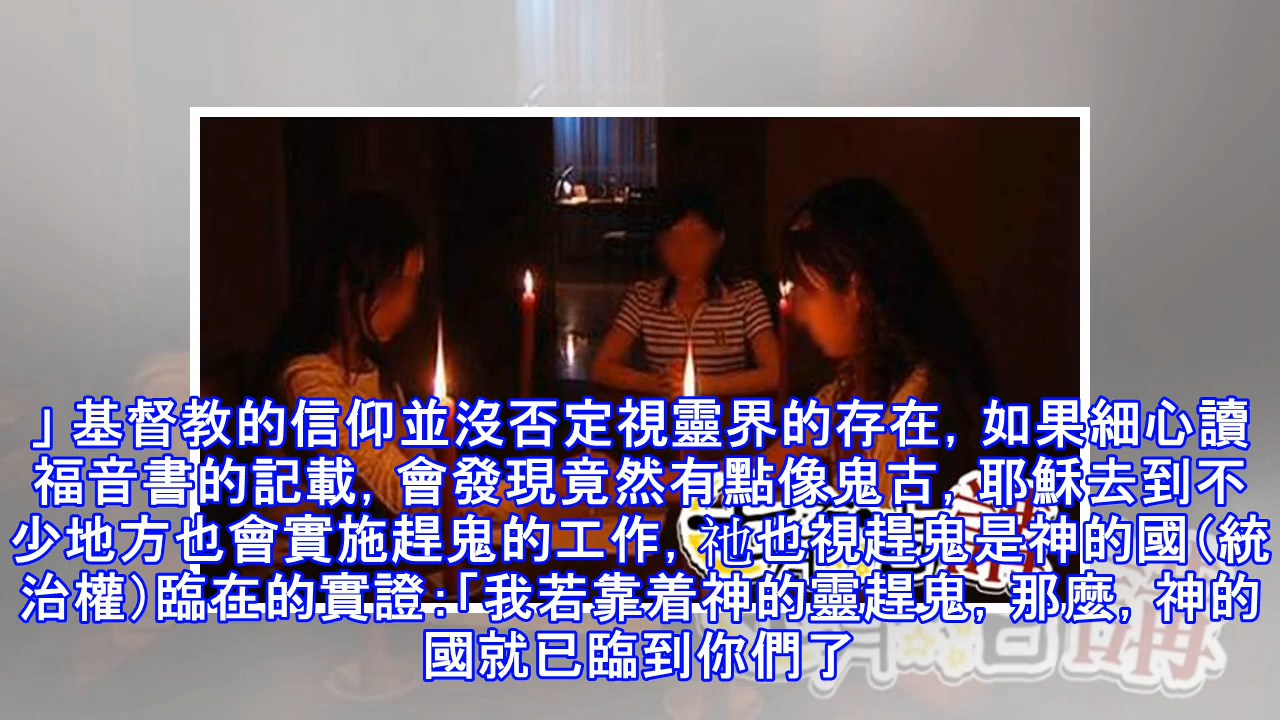 」基督教的信仰並沒否定視靈界的存在, 如果細心讀
福音書的記載, 會發現竟然有點像鬼古, 耶穌去到不
少地方也會實施趕鬼的工作, 祂也視趕鬼是神的國(統
治權)臨在的實證:「我若靠着神的靈趕鬼, 那麼, 神的
國就已臨到你們了